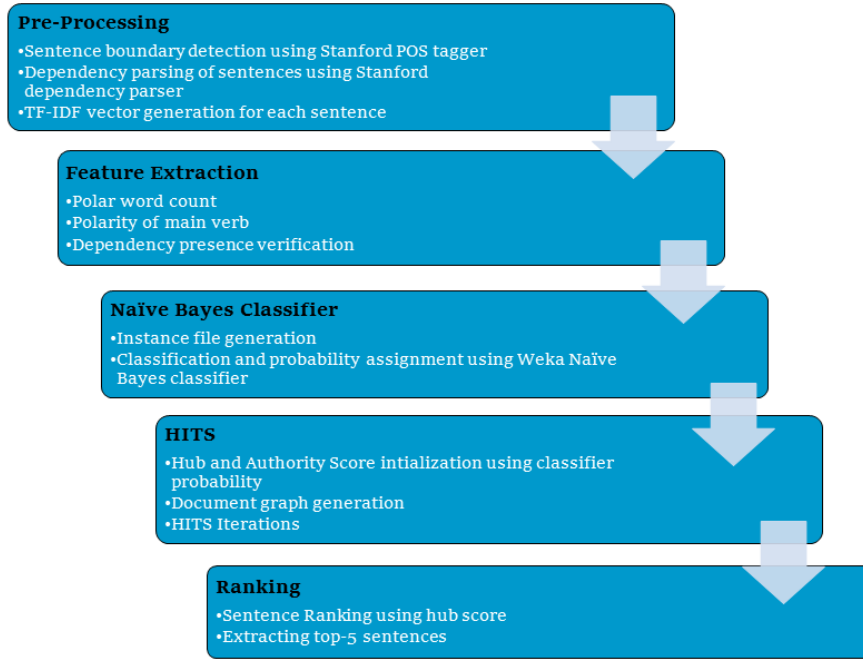 Pre-Processing
•Sentence boundary detection using Stanford POS tagger
•Dependency parsing of sentences using Stanford
dependency parser
•TF-IDF vector generation for each sentence
Feature Extraction
•Polar word count
•Polarity of main verb
•Dependency presence verification
Naïve Bayes Classifier
•Instance file generation
•Classification and probability assignment using Weka Naïve
Bayes classifier
HITS
•Hub and Authority Score intialization using classifier
probability
•Document graph generation
•HITS Iterations
Ranking
•Sentence Ranking using hub score
•Extracting top-5 sentences